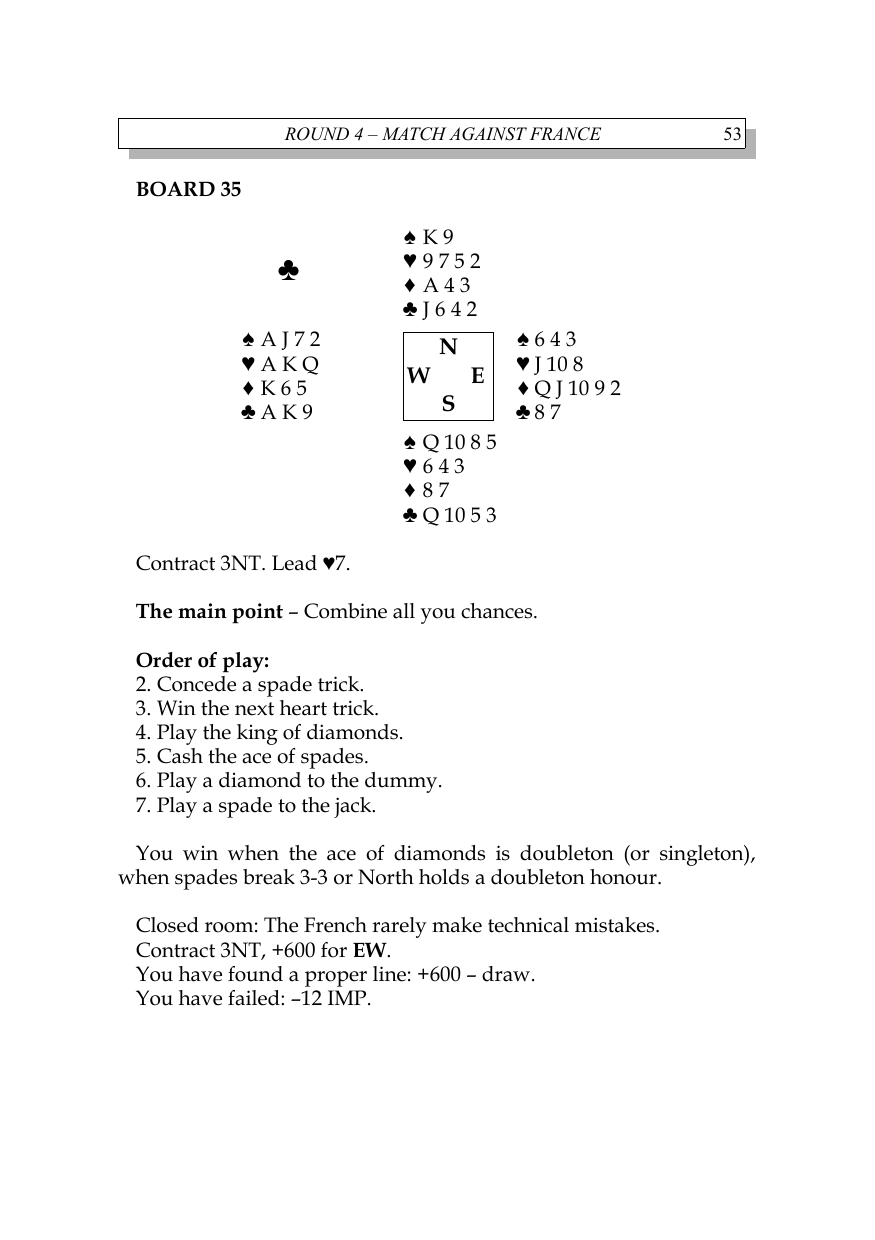 ROUND 4 – MATCH AGAINST FRANCE 53
BOARD 35
♠ K 9
♣
♥ 9 7 5 2
♦ A 4 3
♣ J 6 4 2
♠ A J 7 2
♥ A K Q
♦ K 6 5
♣ A K 9
N
W E
S
♠ 6 4 3
♥ J 10 8
♦ Q J 10 9 2
♣ 8 7
♠ Q 10 8 5
♥ 6 4 3
♦ 8 7
♣ Q 10 5 3
Contract 3NT. Lead ♥7.
The main point – Combine all you chances.
Order of play:
2. Concede a spade trick.
3. Win the next heart trick.
4. Play the king of diamonds.
5. Cash the ace of spades.
6. Play a diamond to the dummy.
7. Play a spade to the jack.
You win when the ace of diamonds is doubleton (or singleton),
when spades break 3-3 or North holds a doubleton honour.
Closed room: The French rarely make technical mistakes.
Contract 3NT, +600 for EW.
You have found a proper line: +600 – draw.
You have failed: –12 IMP.